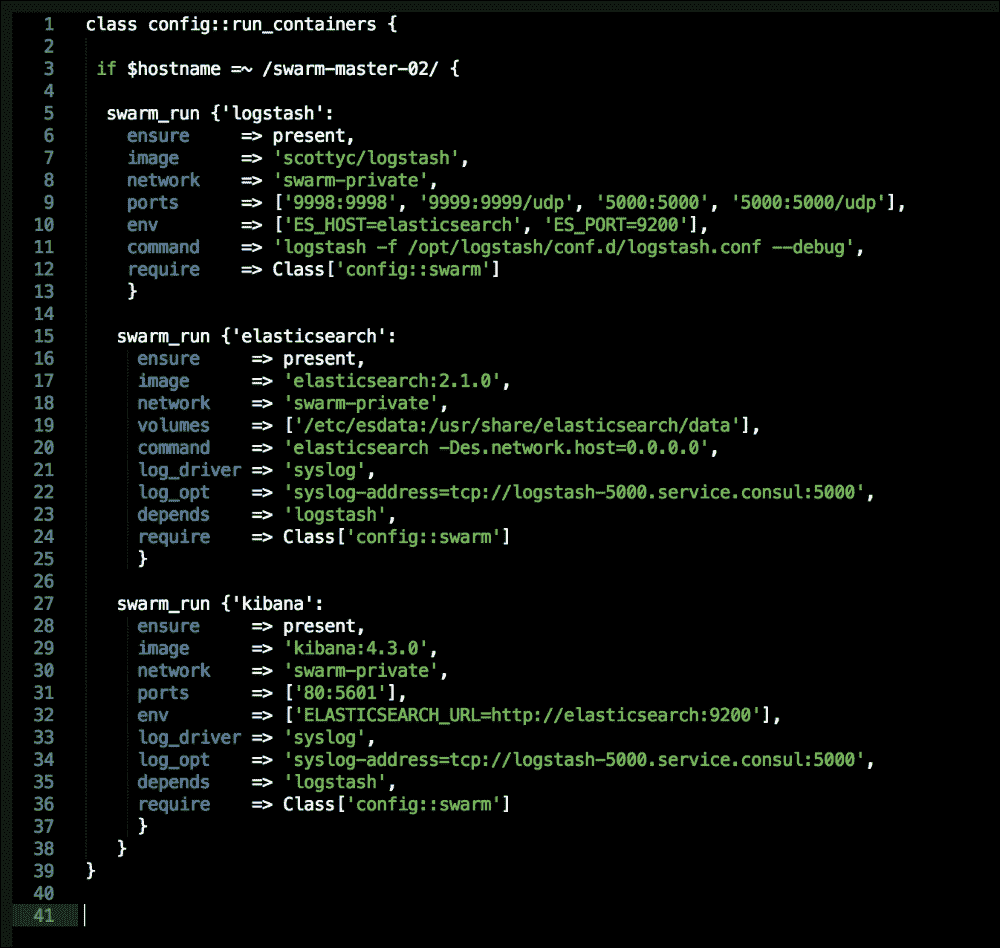 1 class config::run_containers {
2
3 if $hostname =~ /swarm-master-02/ {
4
5 swarm_run {'logstash':
6 ensure => present,
7 image => 'scottyc/logstash',
8 network => 'swarm-private',
9 ports => ['9998:9998', '9999:9999/udp', '5000:5000', '5000:5000/udp'],
10 env => ['ES_HOST=elasticsearch', 'ES_PORT=9200'],
11 command => 'logstash -f /opt/logstash/conf.d/logstash.conf --debug',
12 require => Class['config::swarm']
13 }
14
15 swarm_run {'elasticsearch':
16 ensure => present,
17 image => 'elasticsearch:2.1.0',
18 network => 'swarm-private',
19 volumes => ['/etc/esdata:/usr/share/elasticsearch/data'],
20 command => 'elasticsearch -Des.network.host=0.0.0.0',
21 log_driver => 'syslog',
22 log_opt => 'syslog-address=tcp://logstash-5000.service.consul:5000',
23 depends => 'logstash',
24 require => Class['config::swarm']
25 }
26
27 swarm_run {'kibana':
28 ensure => present,
29 image => 'kibana:4.3.0',
30 network => 'swarm-private',
31 ports => ['80:5601'],
32 env => ['ELASTICSEARCH_URL=http://elasticsearch:9200'],
33 log_driver => 'syslog',
34 log_opt => 'syslog-address=tcp://logstash-5000.service.consul:5000',
35 depends => 'logstash',
36 require => Class['config::swarm']
37 }
38 }
39 }
40
41